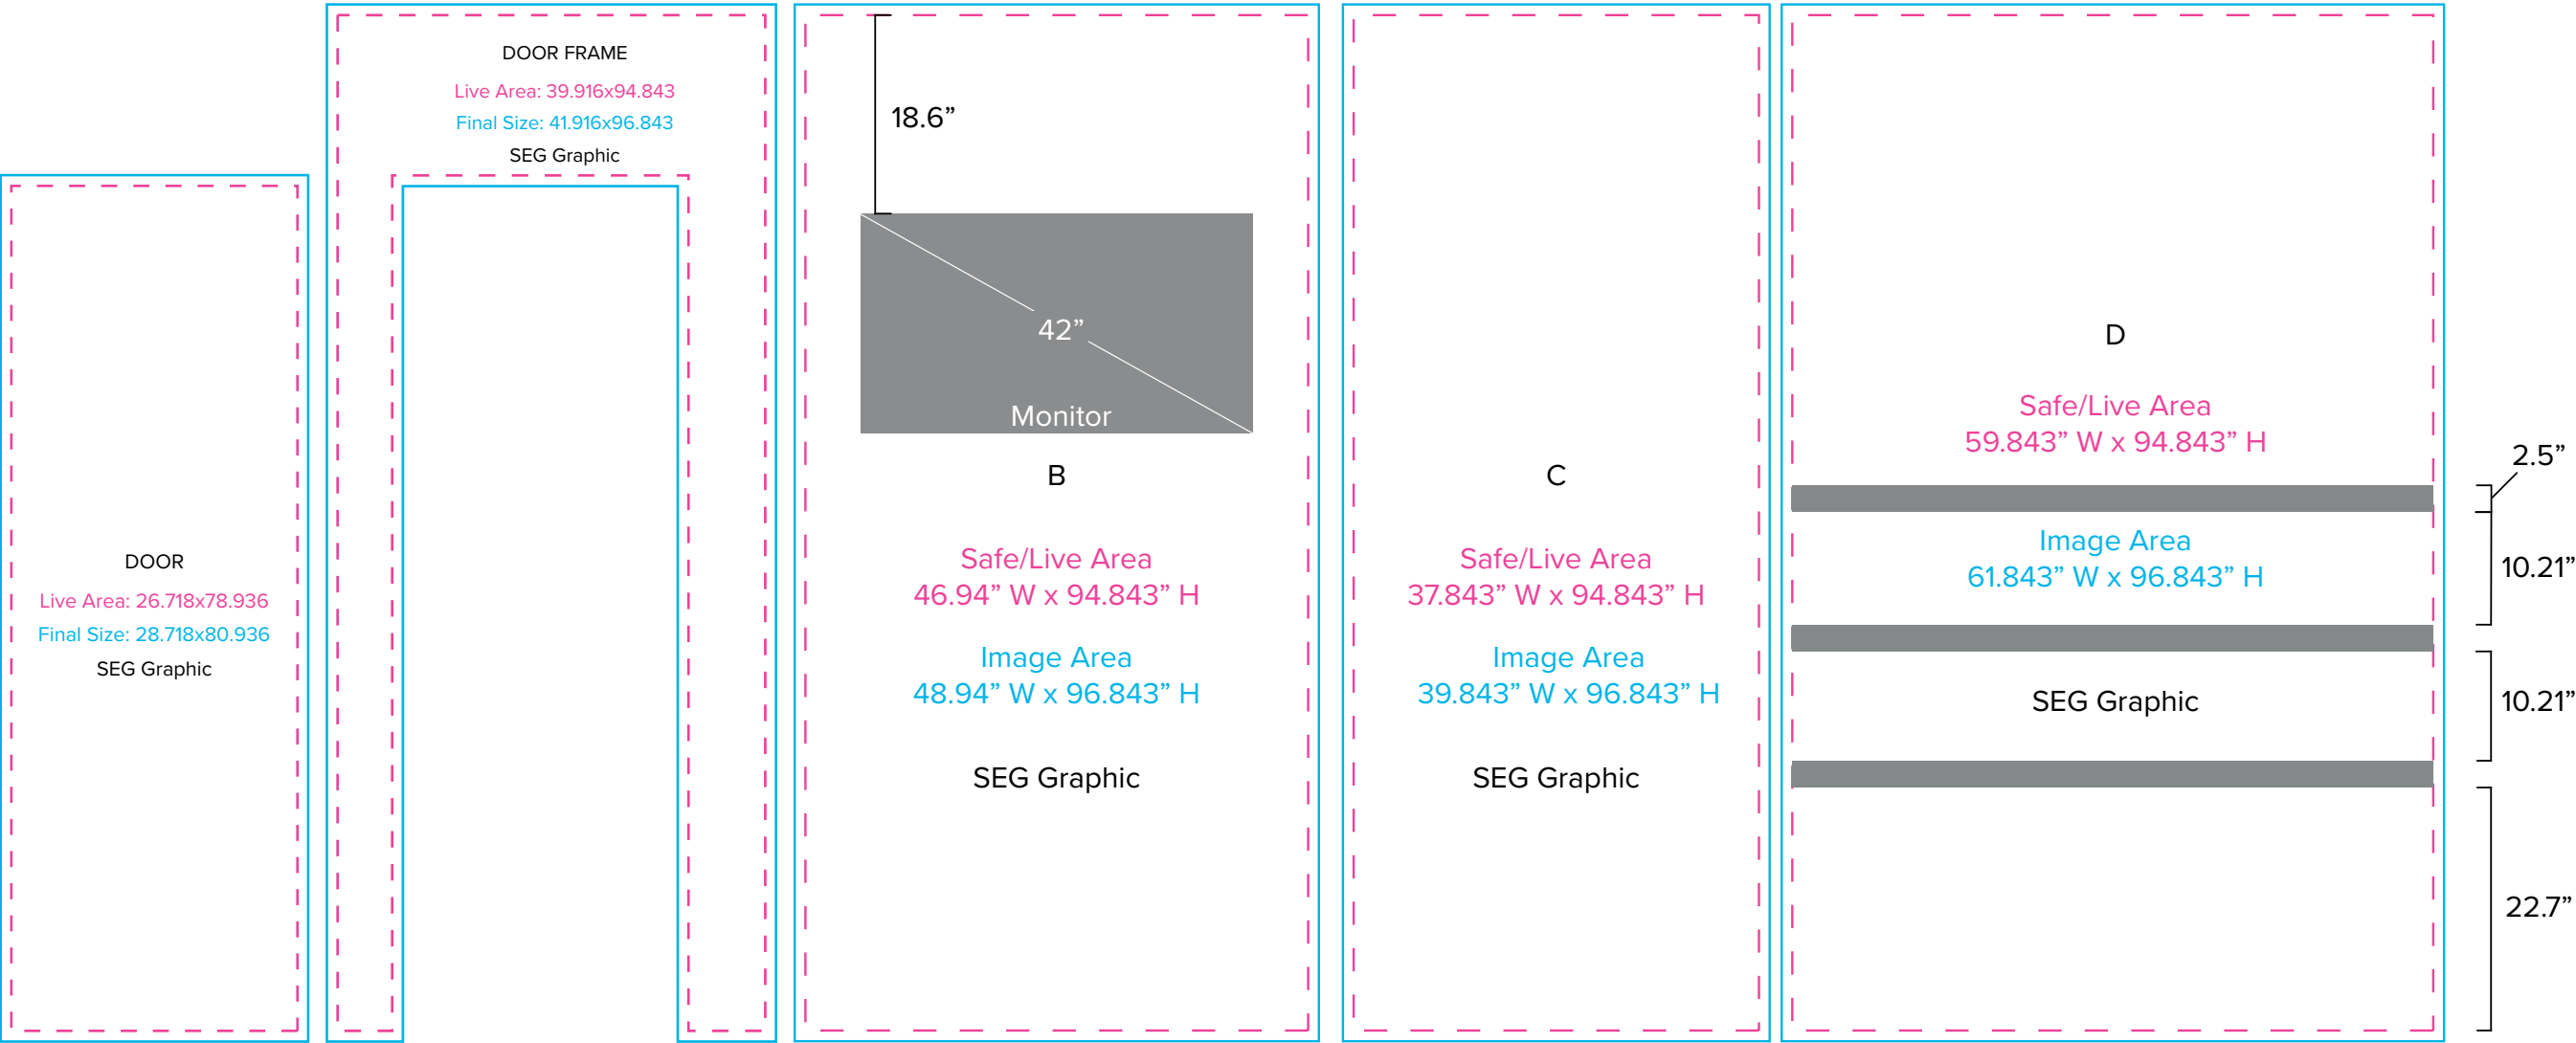 DOOR FRAME
Live Area: 39.916x94.843
Final Size: 41.916x96.843
SEG Graphic
DOOR
Live Area: 26.718x78.936
Final Size: 28.718x80.936
SEG Graphic
18.6”
42”
Monitor
B
Safe/Live Area
46.94” W x 94.843” H
Image Area
48.94” W x 96.843” H
SEG Graphic
C
Safe/Live Area
37.843” W x 94.843” H
Image Area
39.843” W x 96.843” H
SEG Graphic
D
Safe/Live Area
59.843” W x 94.843” H
Image Area
61.843” W x 96.843” H
SEG Graphic
2.5”
10.21”
10.21”
22.7”